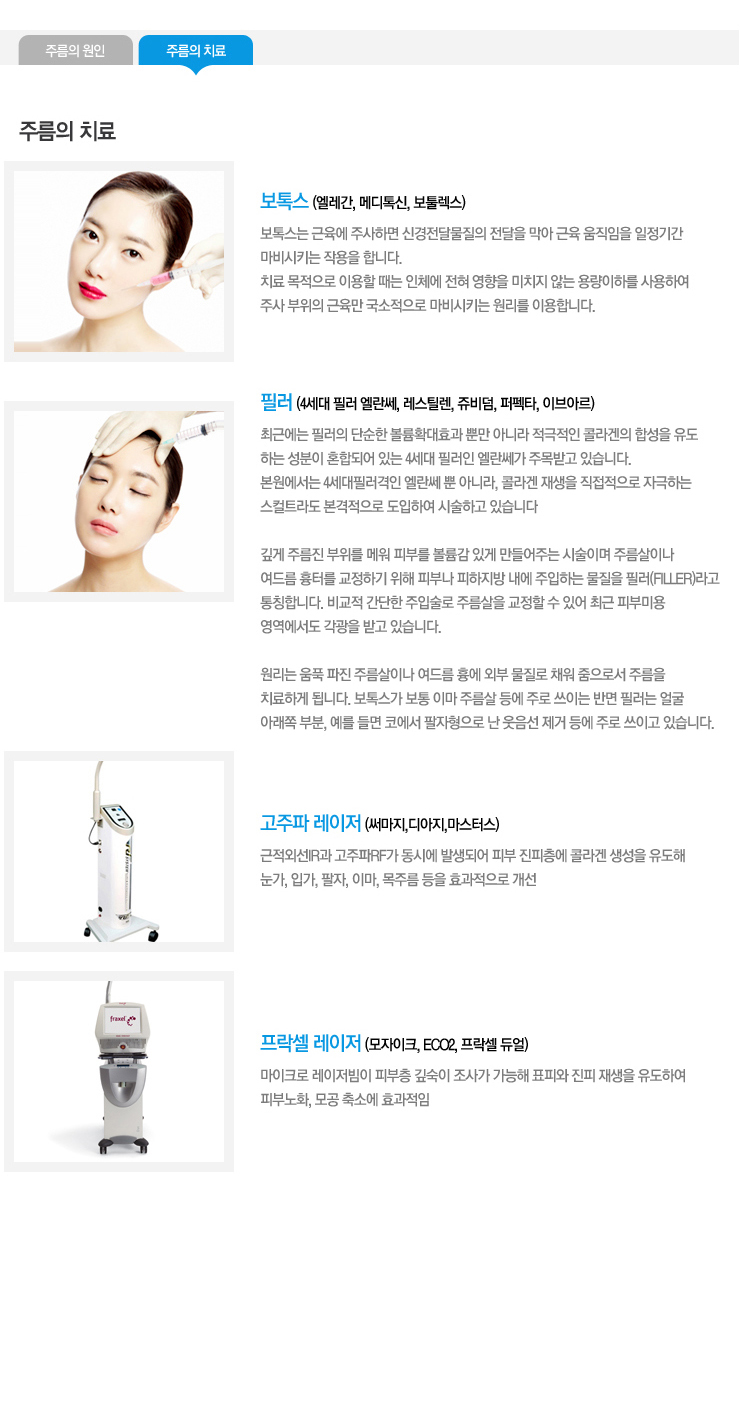 주름의 원인
주름의 치료
주름의 치료
보톡스 (엘레간, 메디톡신, 보툴렉스)
보톡스는 근육에 주사하면 신경전달물질의 전달을 막아 근육 움직임을 일정기간
마비시키는 작용을 합니다.
치료 목적으로 이용할 때는 인체에 전혀 영향을 미치지 않는 용량이하를 사용하여
주사 부위의 근육만 국소적으로 마비시키는 원리를 이용합니다.
필러 (4세대 필러 엘란쎄, 레스틸렌, 쥬비덤, 퍼펙타, 이브아르)
최근에는 필러의 단순한 볼륨확대효과 뿐만 아니라 적극적인 콜라겐의 합성을 유도
하는 성분이 혼합되어 있는 4세대 필러인 엘란쎄가 주목받고 있습니다.
본원에서는 4세대필러격인 엘란쎄 뿐 아니라, 콜라겐 재생을 직접적으로 자극하는
스컬트라도 본격적으로 도입하여 시술하고 있습니다
깊게 주름진 부위를 메워 피부를 볼륨감 있게 만들어주는 시술이며 주름살이나
여드름 흉터를 교정하기 위해 피부나 피하지방 내에 주입하는 물질을 필러(FILLER)라고
통칭합니다. 비교적 간단한 주입술로 주름살을 교정할 수 있어 최근 피부미용
영역에서도 각광을 받고 있습니다.
원리는 움푹 파진 주름살이나 여드름 흉에 외부 물질로 채워 줌으로서 주름을
치료하게 됩니다. 보톡스가 보통 이마 주름살 등에 주로 쓰이는 반면 필러는 얼굴
아래쪽 부분, 예를 들면 코에서 팔자형으로 난 웃음선 제거 등에 주로 쓰이고 있습니다.
고주파 레이저 (써마지,디아지,마스터스)
근적외선IR과 고주파RF가 동시에 발생되어 피부 진피층에 콜라겐 생성을 유도해
눈가, 입가, 팔자, 이마, 목주름 등을 효과적으로 개선
fraxel
프락셀 레이저 (모자이크, ECO2, 프락셀 듀얼)
마이크로 레이저빔이 피부층 깊숙이 조사가 가능해 표피와 진피 재생을 유도하여
피부노화, 모공 축소에 효과적임